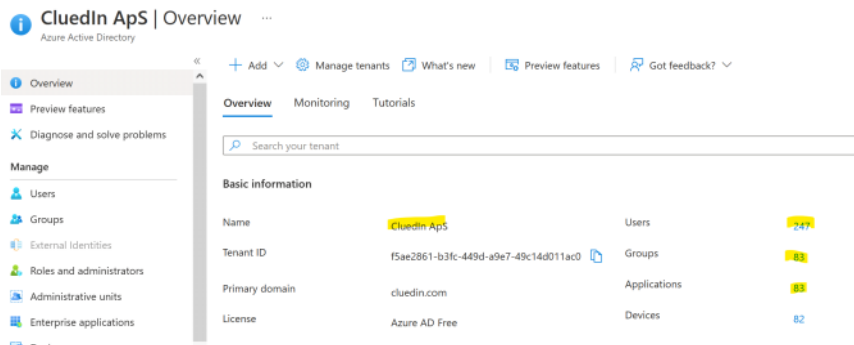 CluedIn ApS | Overview ...
Azure Active Directory
«
+ Add Manage tenants What's new Preview features Got feedback?
Overview
Preview features
Diagnose and solve problems
Manage
Users
Groups
External Identities
Roles and administrators
Administrative units
Enterprise applications
Overview Monitoring Tutorials
Search your tenant
Basic information
Name CluedIn ApS Users 247
Tenant ID f5ae2861-b3fc-449d-a9e7-49c14d011ac0 Groups 83
Primary domain cluedin.com Applications 83
License Azure AD Free Devices 82